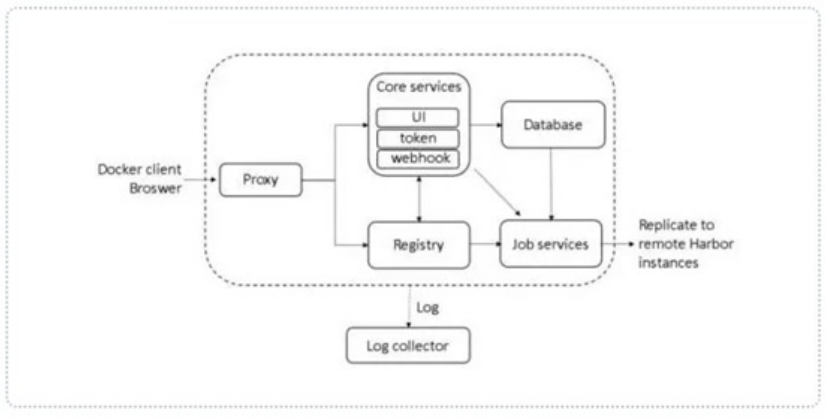 Core services
UI
token
webhook
Database
Docker client
Broswer
Proxy
Registry
Job services
Replicate to
remote Harbor
instances
Log
Log collector